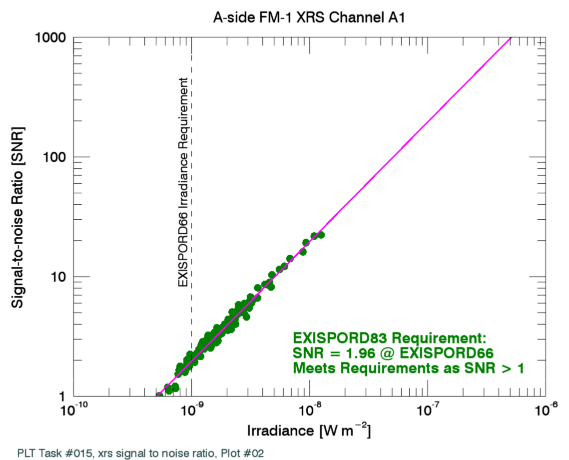 A-side FM-1 XRS Channel A1
1000
100
10
1
Signal-to-noise Ratio [SNR]
EXISPORD66 Irradiance Requirement
EXISPORD83 Requirement:
SNR = 1.96 @ EXISPORD66
Meets Requirements as SNR > 1
10^-10 10^-9 10^-8 10^-7 10^-6
Irradiance [W m^-2]
PLT Task #015, xrs signal to noise ratio, Plot #02